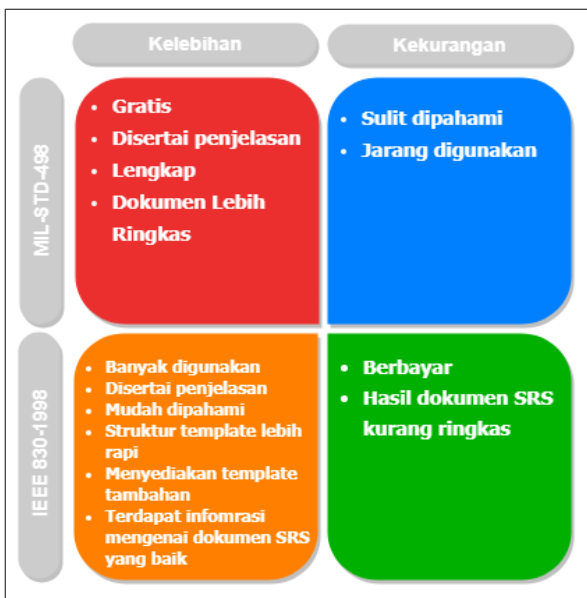 Kelebihan
Kekurangan
MIL-STD-498
• Gratis
• Disertai penjelasan
• Lengkap
• Dokumen Lebih
Ringkas
• Sulit dipahami
• Jarang digunakan
IEEE 830-1998
• Banyak digunakan
• Disertai penjelasan
• Mudah dipahami
• Struktur template lebih
rapi
• Menyediakan template
tambahan
• Terdapat infomrasi
mengenai dokumen SRS
yang baik
• Berbayar
• Hasil dokumen SRS
kurang ringkas